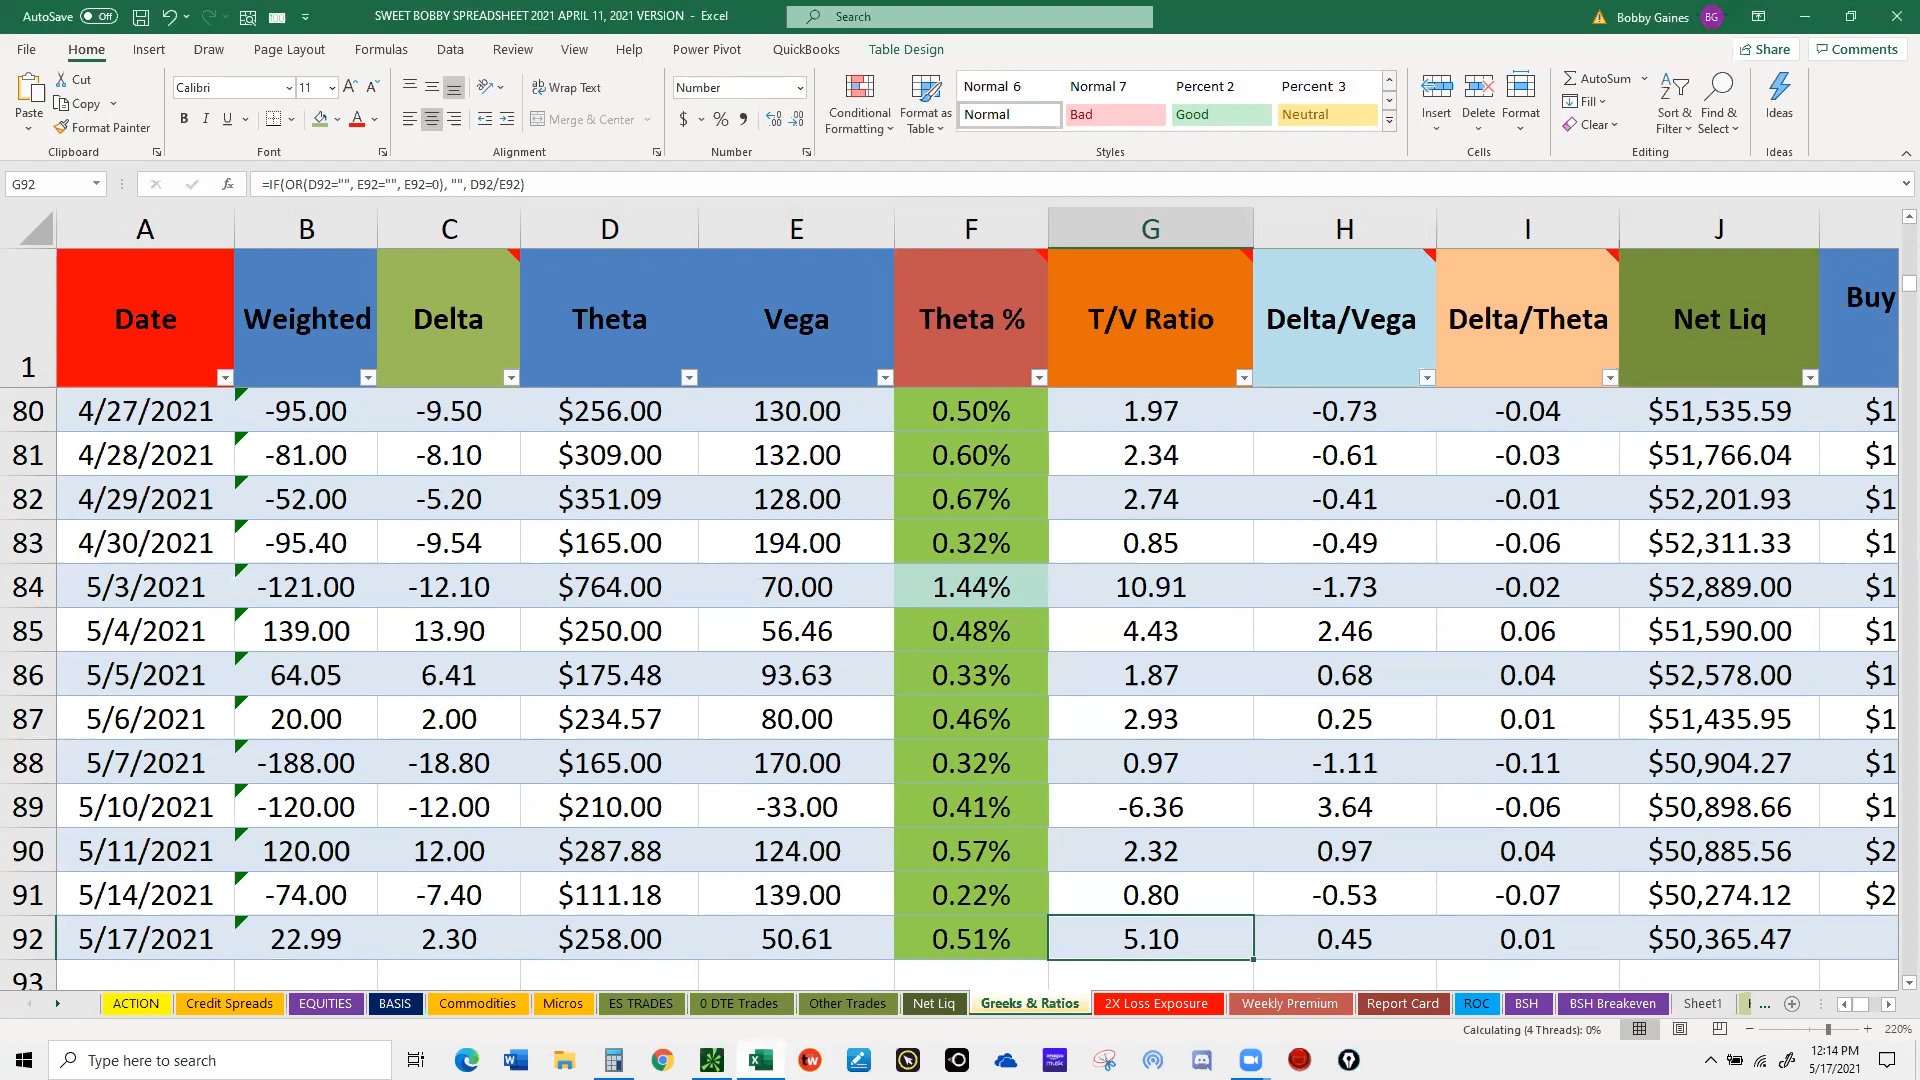 AutoSave Off SWEET BOBBY SPREADSHEET 2021 APRIL 11, 2021 VERSION - Excel Search Bobby Gaines BG
File Home Insert Draw Page Layout Formulas Data Review View Help Power Pivot QuickBooks Table Design Share Comments
Paste Cut Copy Format Painter
Calibri 11
Wrap Text
Merge & Center
Number
Conditional Formatting Format as Table
Normal 6 Normal 7 Percent 2 Percent 3
Normal Bad Good Neutral
Insert Delete Format
AutoSum Fill Clear
Sort & Filter Find & Select
Ideas
Clipboard Font Alignment Number Styles Cells Editing Ideas
G92 fx =IF(OR(D92="", E92="", E92=0), "", D92/E92)
A B C D E F G H I J
1 Date Weighted Delta Theta Vega Theta % T/V Ratio Delta/Vega Delta/Theta Net Liq Buy
80 4/27/2021 -95.00 -9.50 $256.00 130.00 0.50% 1.97 -0.73 -0.04 $51,535.59 $1
81 4/28/2021 -81.00 -8.10 $309.00 132.00 0.60% 2.34 -0.61 -0.03 $51,766.04 $1
82 4/29/2021 -52.00 -5.20 $351.09 128.00 0.67% 2.74 -0.41 -0.01 $52,201.93 $1
83 4/30/2021 -95.40 -9.54 $165.00 194.00 0.32% 0.85 -0.49 -0.06 $52,311.33 $1
84 5/3/2021 -121.00 -12.10 $764.00 70.00 1.44% 10.91 -1.73 -0.02 $52,889.00 $1
85 5/4/2021 139.00 13.90 $250.00 56.46 0.48% 4.43 2.46 0.06 $51,590.00 $1
86 5/5/2021 64.05 6.41 $175.48 93.63 0.33% 1.87 0.68 0.04 $52,578.00 $1
87 5/6/2021 20.00 2.00 $234.57 80.00 0.46% 2.93 0.25 0.01 $51,435.95 $1
88 5/7/2021 -188.00 -18.80 $165.00 170.00 0.32% 0.97 -1.11 -0.11 $50,904.27 $1
89 5/10/2021 -120.00 -12.00 $210.00 -33.00 0.41% -6.36 3.64 -0.06 $50,898.66 $1
90 5/11/2021 120.00 12.00 $287.88 124.00 0.57% 2.32 0.97 0.04 $50,885.56 $2
91 5/14/2021 -74.00 -7.40 $111.18 139.00 0.22% 0.80 -0.53 -0.07 $50,274.12 $2
92 5/17/2021 22.99 2.30 $258.00 50.61 0.51% 5.10 0.45 0.01 $50,365.47
93
ACTION Credit Spreads EQUITIES BASIS Commodities Micros ES TRADES 0 DTE Trades Other Trades Net Liq Greeks & Ratios 2X Loss Exposure Weekly Premium Report Card ROC BSH BSH Breakeven Sheet1 ...
Calculating (4 Threads): 0% 220%
Type here to search
12:14 PM
5/17/2021